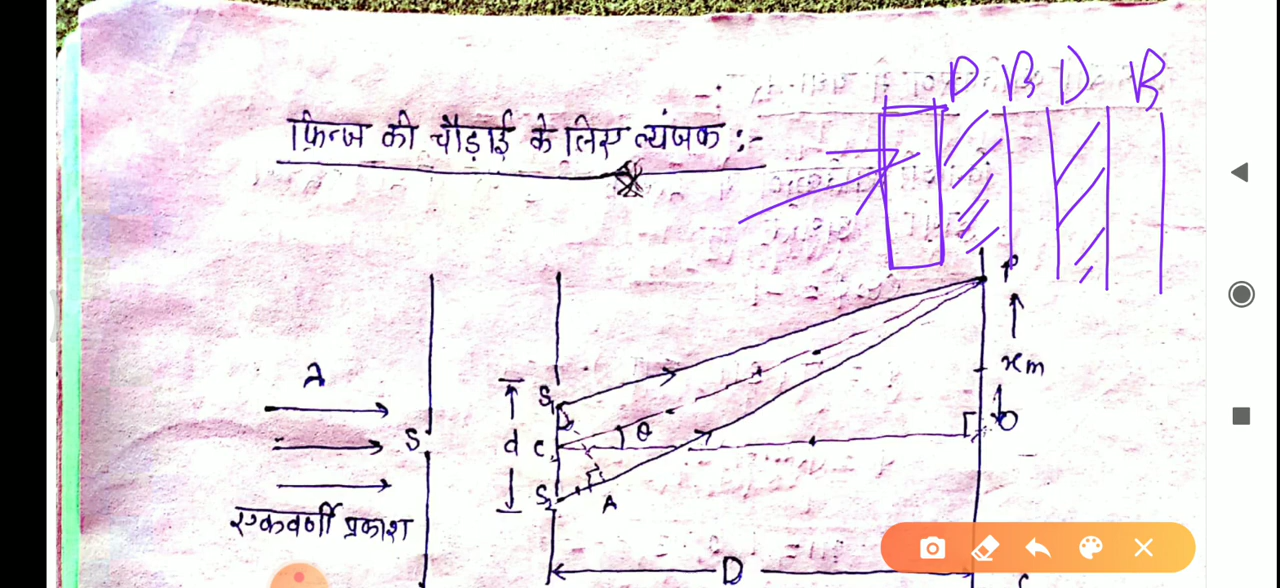 D B D B
फ्रिन्ज की चौड़ाई के लिए व्यंजक :-
P
λ
xm
S1
O
S
d
C
θ
S2
A
एकवर्णी प्रकाश
D